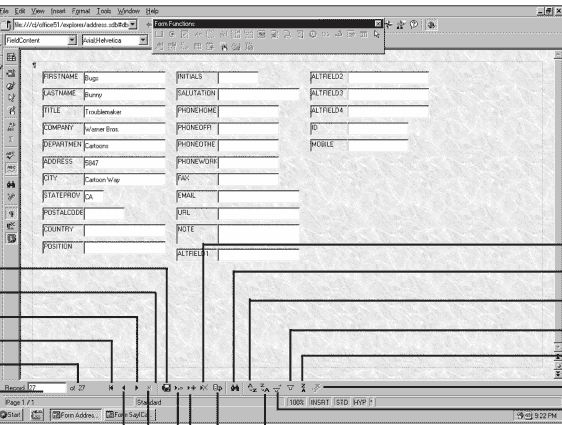 File Edit View Insert Format Tools Window Help
file:///c|/office51/explorer/address.sdb#db
Form Functions
FieldContent Arial;Helvetica
FIRSTNAME Bugs INITIALS ALTFIELD2
LASTNAME Bunny SALUTATION ALTFIELD3
TITLE Troublemaker PHONEHOME ALTFIELD4
COMPANY Warner Bros. PHONEOFFI ID
DEPARTMEN Cartoons PHONEOTHE MOBILE
ADDRESS 5847 PHONEWORK
CITY Cartoon Way FAX
STATEPROV CA EMAIL
POSTALCODE URL
COUNTRY NOTE
POSITION ALTFIELD1
Record 27 of 27
Page 1 / 1 Standard 100% INSRT STD HYP *
Start Form Addres... Form Say 9:22 PM